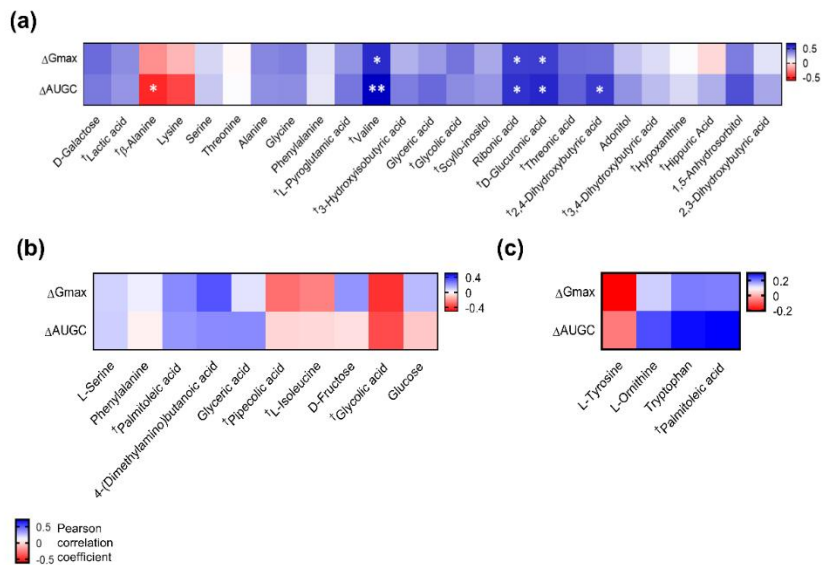 (a)
ΔGmax
*
*
*
ΔAUGC
*
**
*
*
*
0.5
0
-0.5
D-Galactose
†Lactic acid
†β-Alanine
Lysine
Serine
Threonine
Alanine
Glycine
Phenylalanine
†L-Pyroglutamic acid
†Valine
†3-Hydroxyisobutyric acid
Glyceric acid
†Glycolic acid
†Scyllo-inositol
Ribonic acid
†D-Glucuronic acid
†Threonic acid
†2,4-Dihydroxybutyric acid
Adonitol
†3,4-Dihydroxybutyric acid
†Hypoxanthine
†Hippuric Acid
1,5-Anhydrosorbitol
2,3-Dihydroxybutyric acid
(b)
ΔGmax
ΔAUGC
0.4
0
-0.4
L-Serine
Phenylalanine
†Palmitoleic acid
4-(Dimethylamino)butanoic acid
Glyceric acid
†Pipecolic acid
†L-Isoleucine
D-Fructose
†Glycolic acid
Glucose
(c)
ΔGmax
ΔAUGC
0.2
0
-0.2
L-Tyrosine
L-Ornithine
Tryptophan
†Palmitoleic acid
0.5
0
-0.5
Pearson
correlation
coefficient